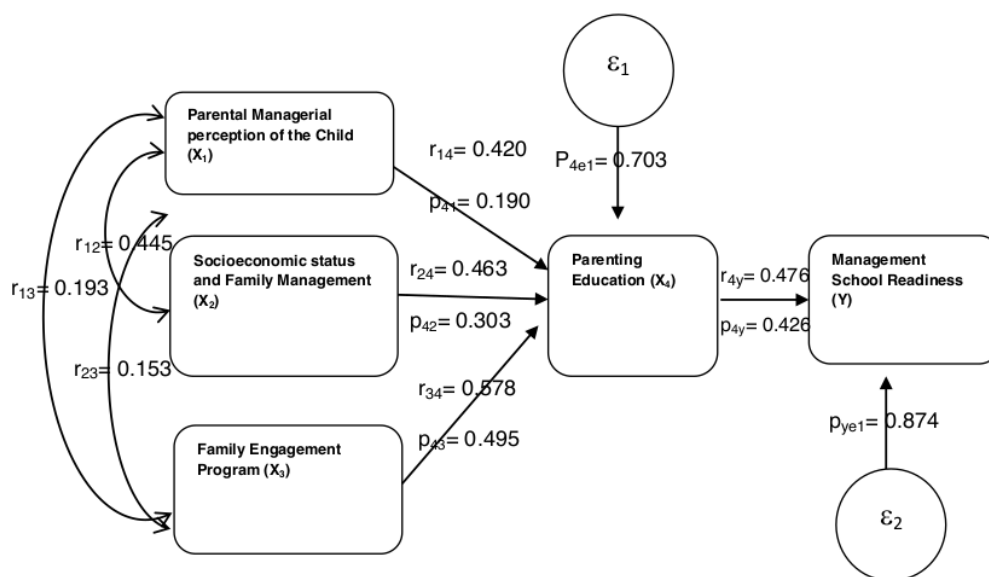 ε1
Parental Managerial
perception of the Child
(X1)
r14= 0.420
P4e1= 0.703
p41= 0.190
r12= 0.445
Socioeconomic status
and Family Management
(X2)
r24= 0.463
p42= 0.303
Parenting
Education (X4)
r4y= 0.476
p4y= 0.426
Management
School Readiness
(Y)
r13= 0.193
r23= 0.153
r34= 0.578
p43= 0.495
Family Engagement
Program (X3)
pye1= 0.874
ε2